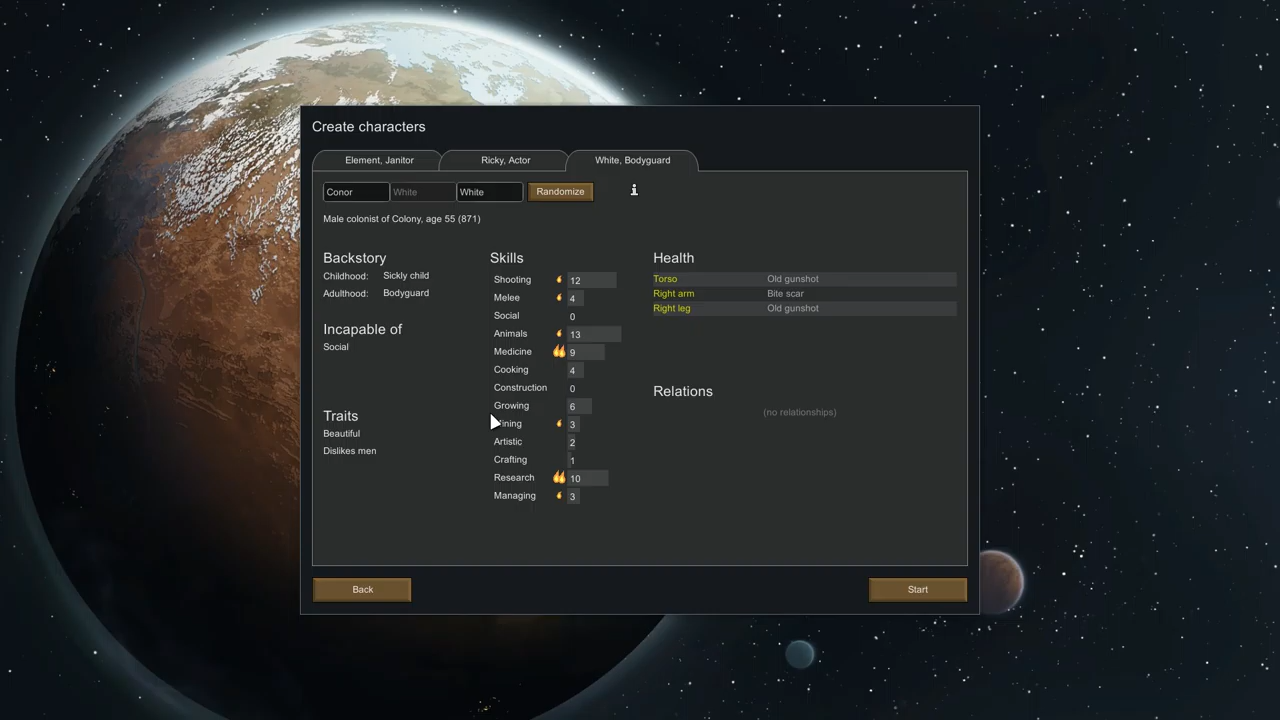 Create characters
Element, Janitor
Ricky, Actor
White, Bodyguard
Conor
White
White
Randomize
Male colonist of Colony, age 55 (871)
Backstory
Childhood: Sickly child
Adulthood: Bodyguard
Incapable of
Social
Traits
Beautiful
Dislikes men
Skills
Shooting 12
Melee 4
Social 0
Animals 13
Medicine 9
Cooking 4
Construction 0
Growing 6
ining 3
Artistic 2
Crafting 1
Research 10
Managing 3
Health
Torso Old gunshot
Right arm Bite scar
Right leg Old gunshot
Relations
(no relationships)
Back
Start